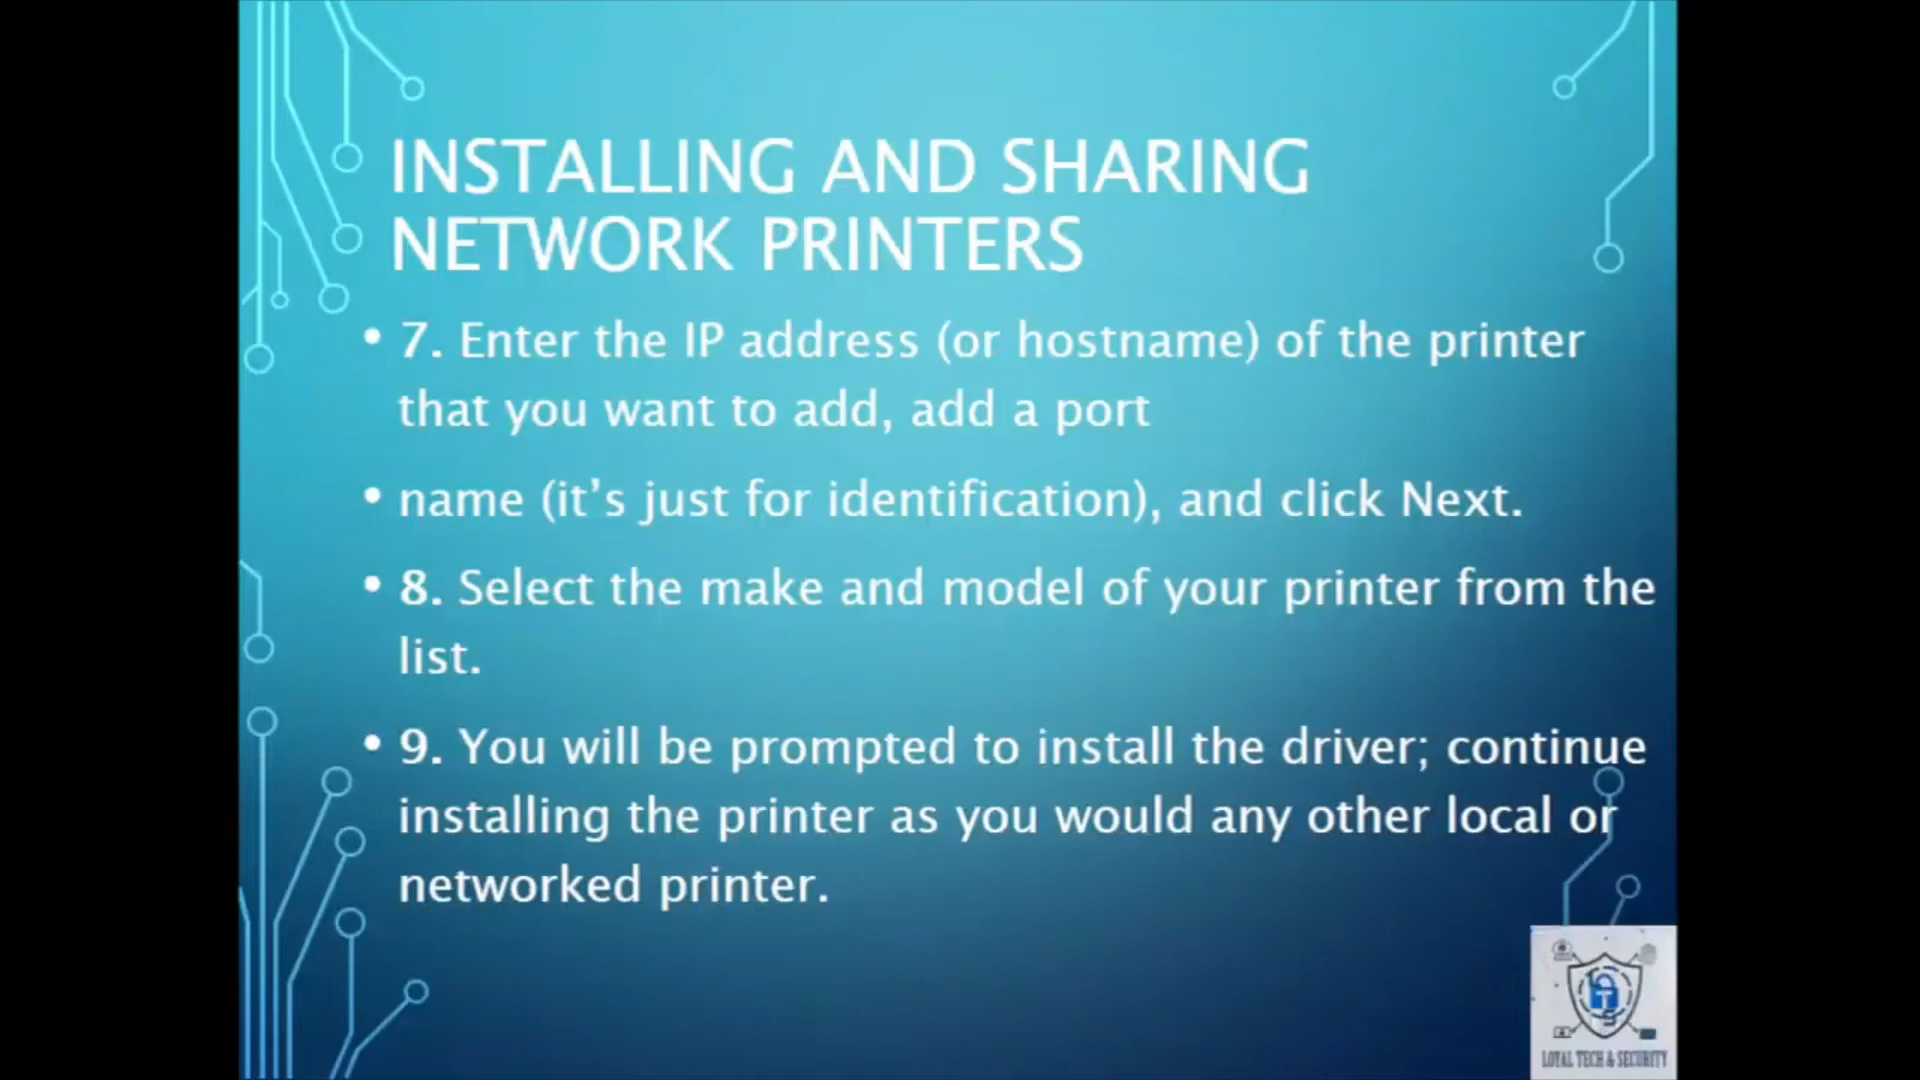 INSTALLING AND SHARING
NETWORK PRINTERS
• 7. Enter the IP address (or hostname) of the printer
that you want to add, add a port
• name (it's just for identification), and click Next.
• 8. Select the make and model of your printer from the
list.
• 9. You will be prompted to install the driver; continue
installing the printer as you would any other local or
networked printer.
LOYAL TECH & SECURITY